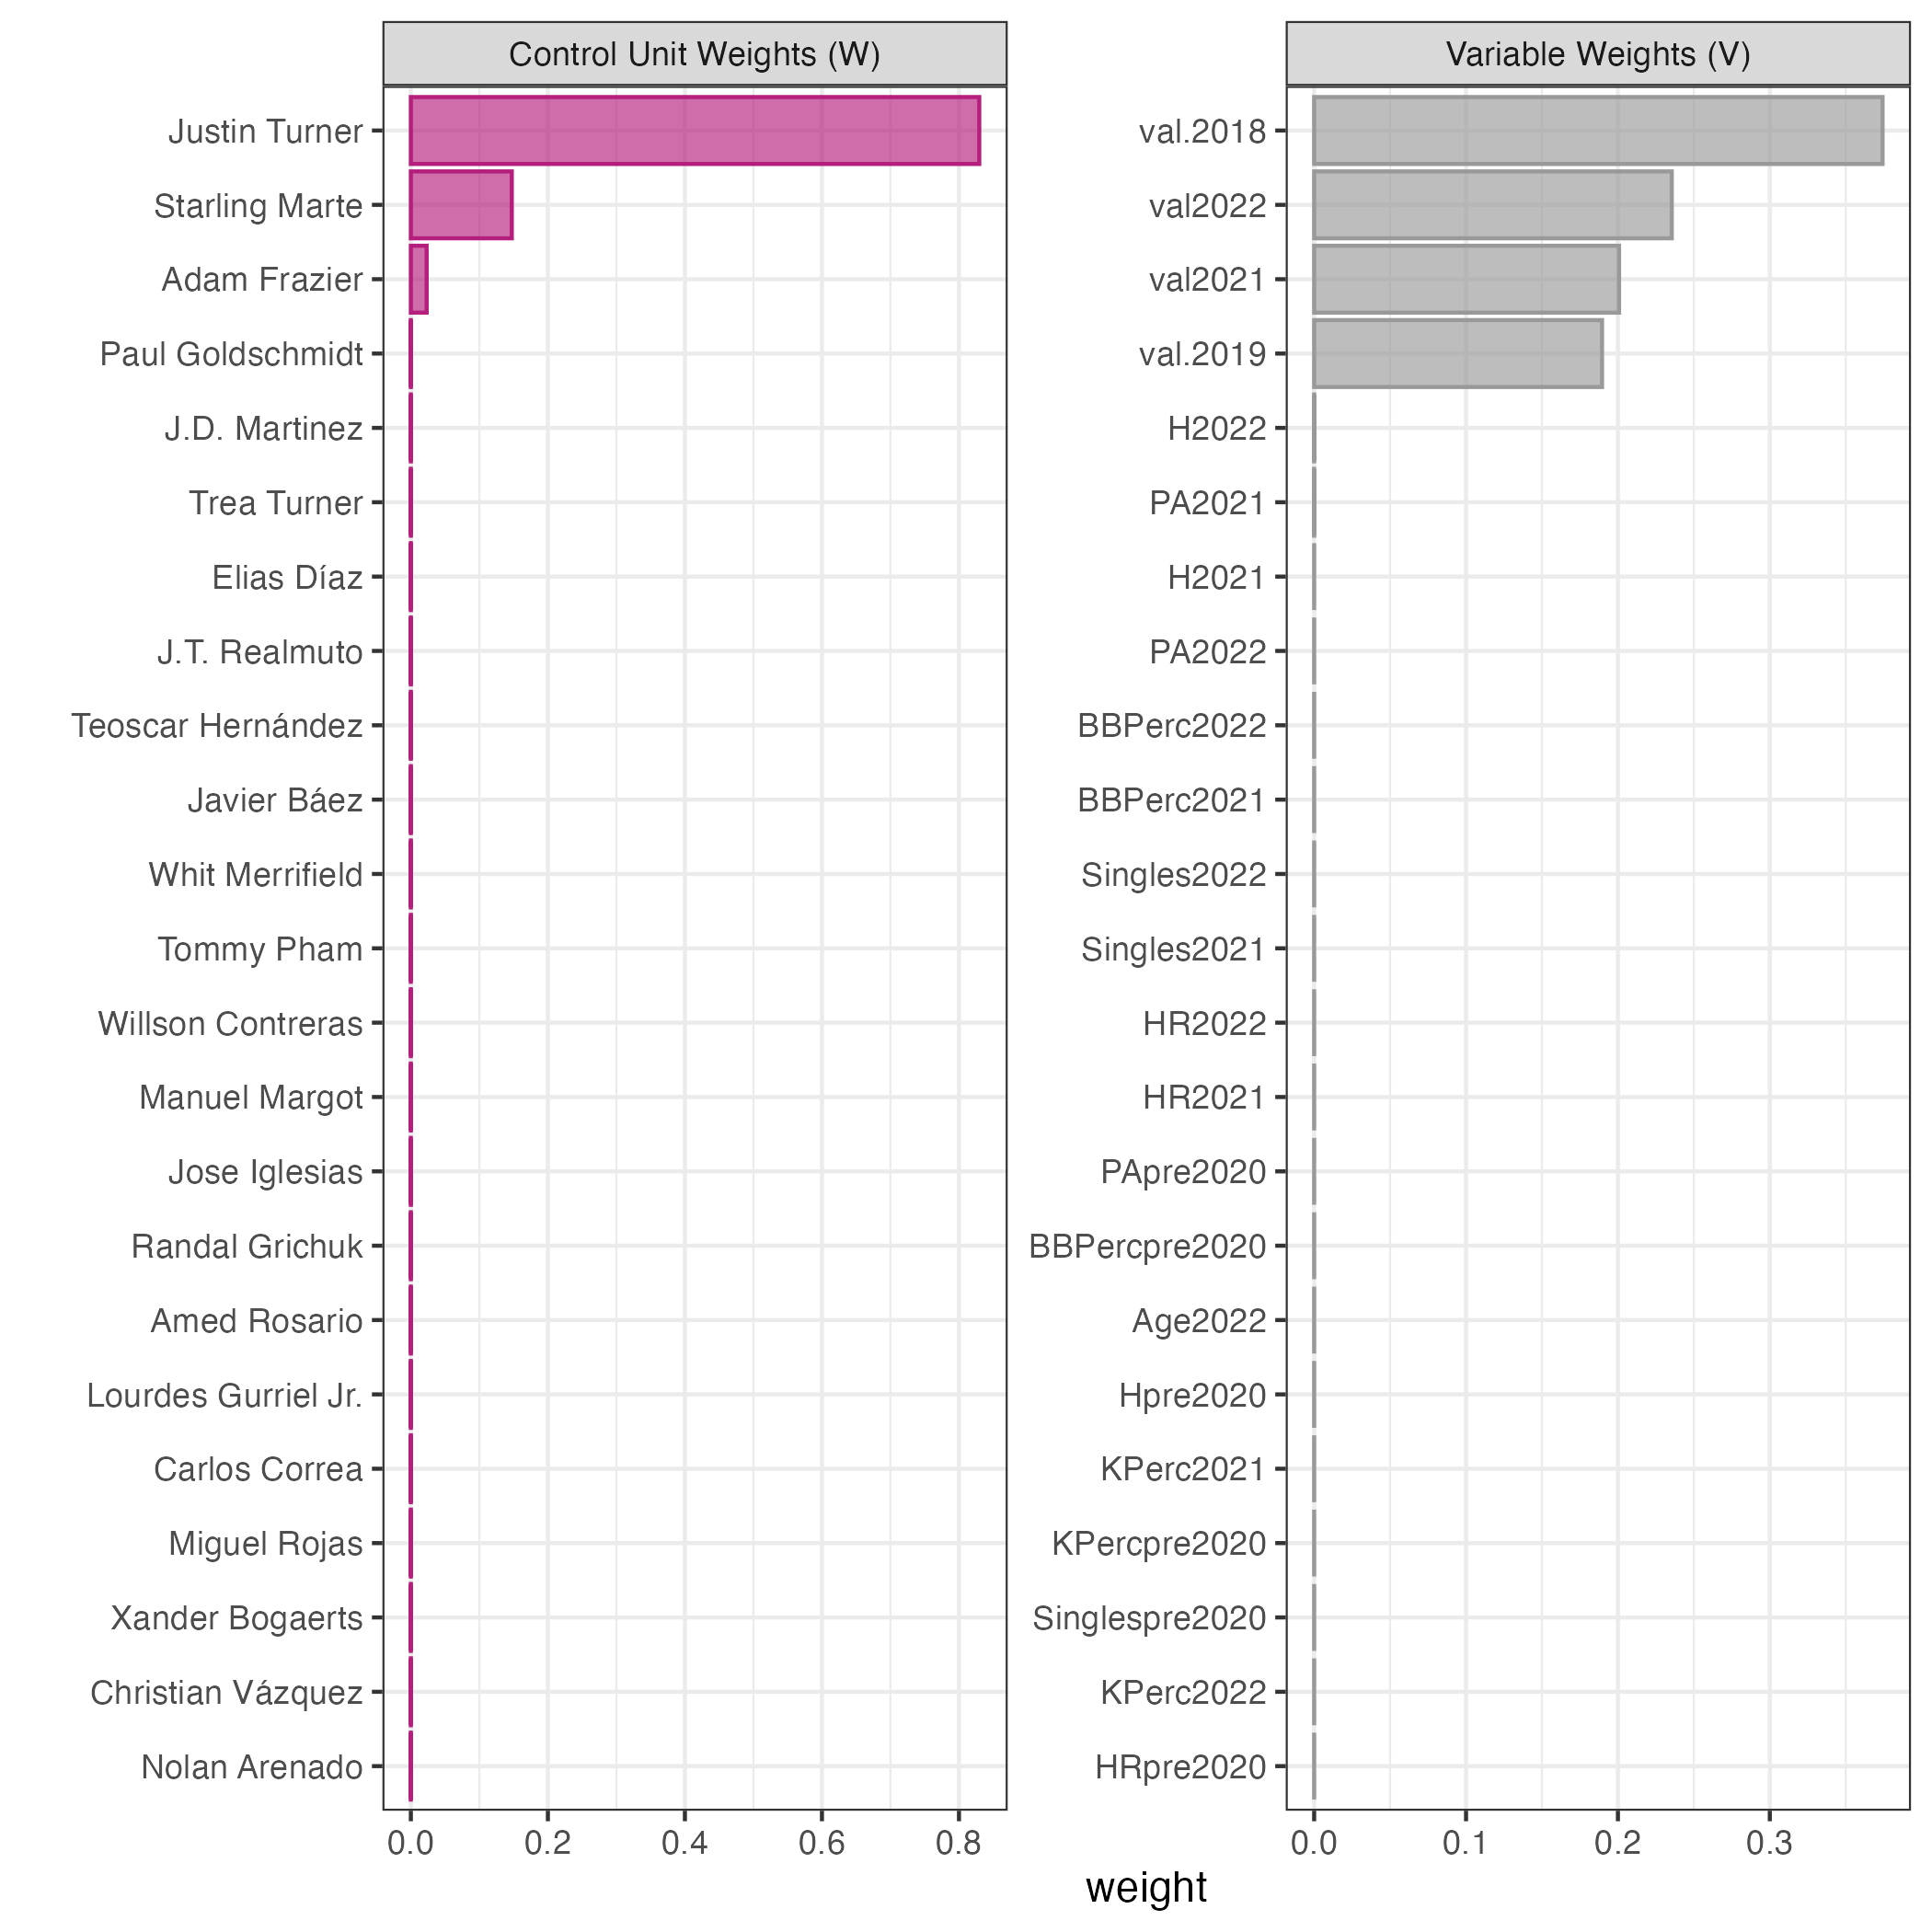 Control Unit Weights (W)
Justin Turner
Starling Marte
Adam Frazier
Paul Goldschmidt
J.D. Martinez
Trea Turner
Elias Díaz
J.T. Realmuto
Teoscar Hernández
Javier Báez
Whit Merrifield
Tommy Pham
Willson Contreras
Manuel Margot
Jose Iglesias
Randal Grichuk
Amed Rosario
Lourdes Gurriel Jr.
Carlos Correa
Miguel Rojas
Xander Bogaerts
Christian Vázquez
Nolan Arenado
0.0 0.2 0.4 0.6 0.8
Variable Weights (V)
val.2018
val2022
val2021
val.2019
H2022
PA2021
H2021
PA2022
BBPerc2022
BBPerc2021
Singles2022
Singles2021
HR2022
HR2021
PApre2020
BBPercpre2020
Age2022
Hpre2020
KPerc2021
KPercpre2020
Singlespre2020
KPerc2022
HRpre2020
0.0 0.1 0.2 0.3
weight